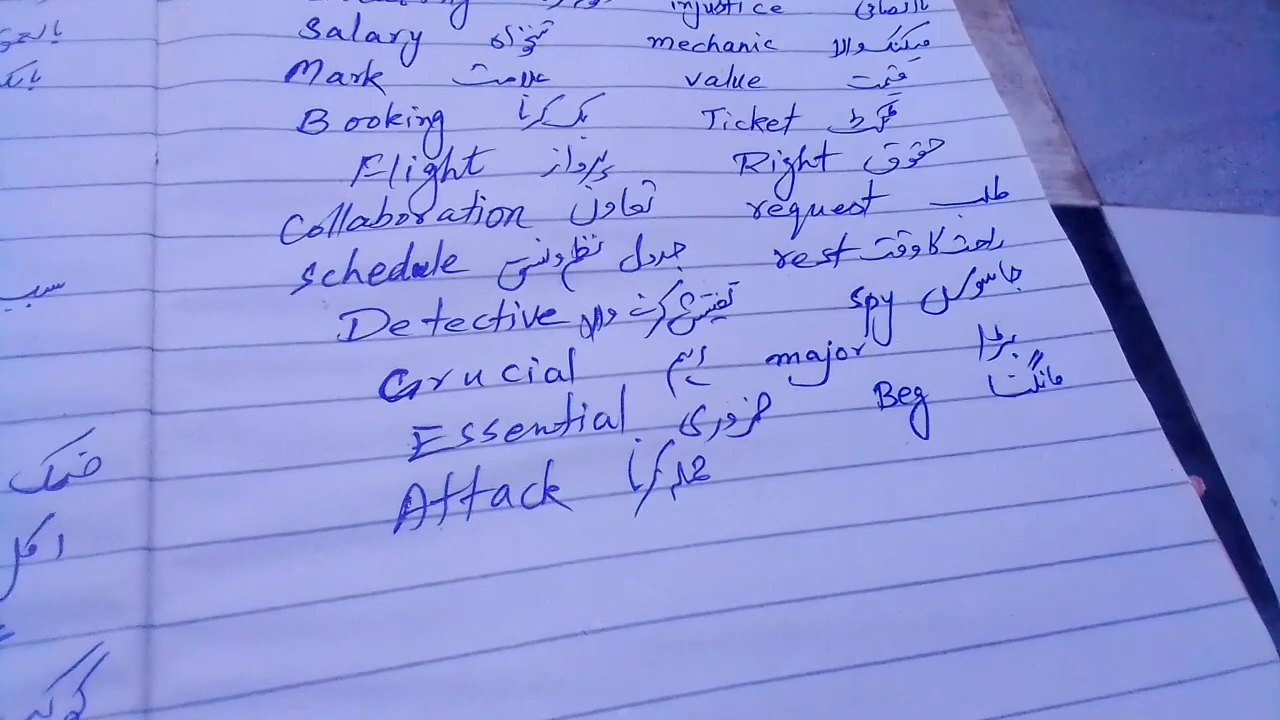 injustice ناانصافی
Salary تنخواہ mechanic مکینک والا
Mark علامت value قیمت
Booking بک کرنا Ticket ٹکٹ
Flight پرواز Right حقوق
Collaboration تعاون request طلب
Schedule جدول نظم ونسق rest راحت کا وقت
Detective تفتیش کرنے والا spy جاسوس
Crucial اہم major بڑا
Essential ضروری Beg مانگنا
Attack حملہ کرنا